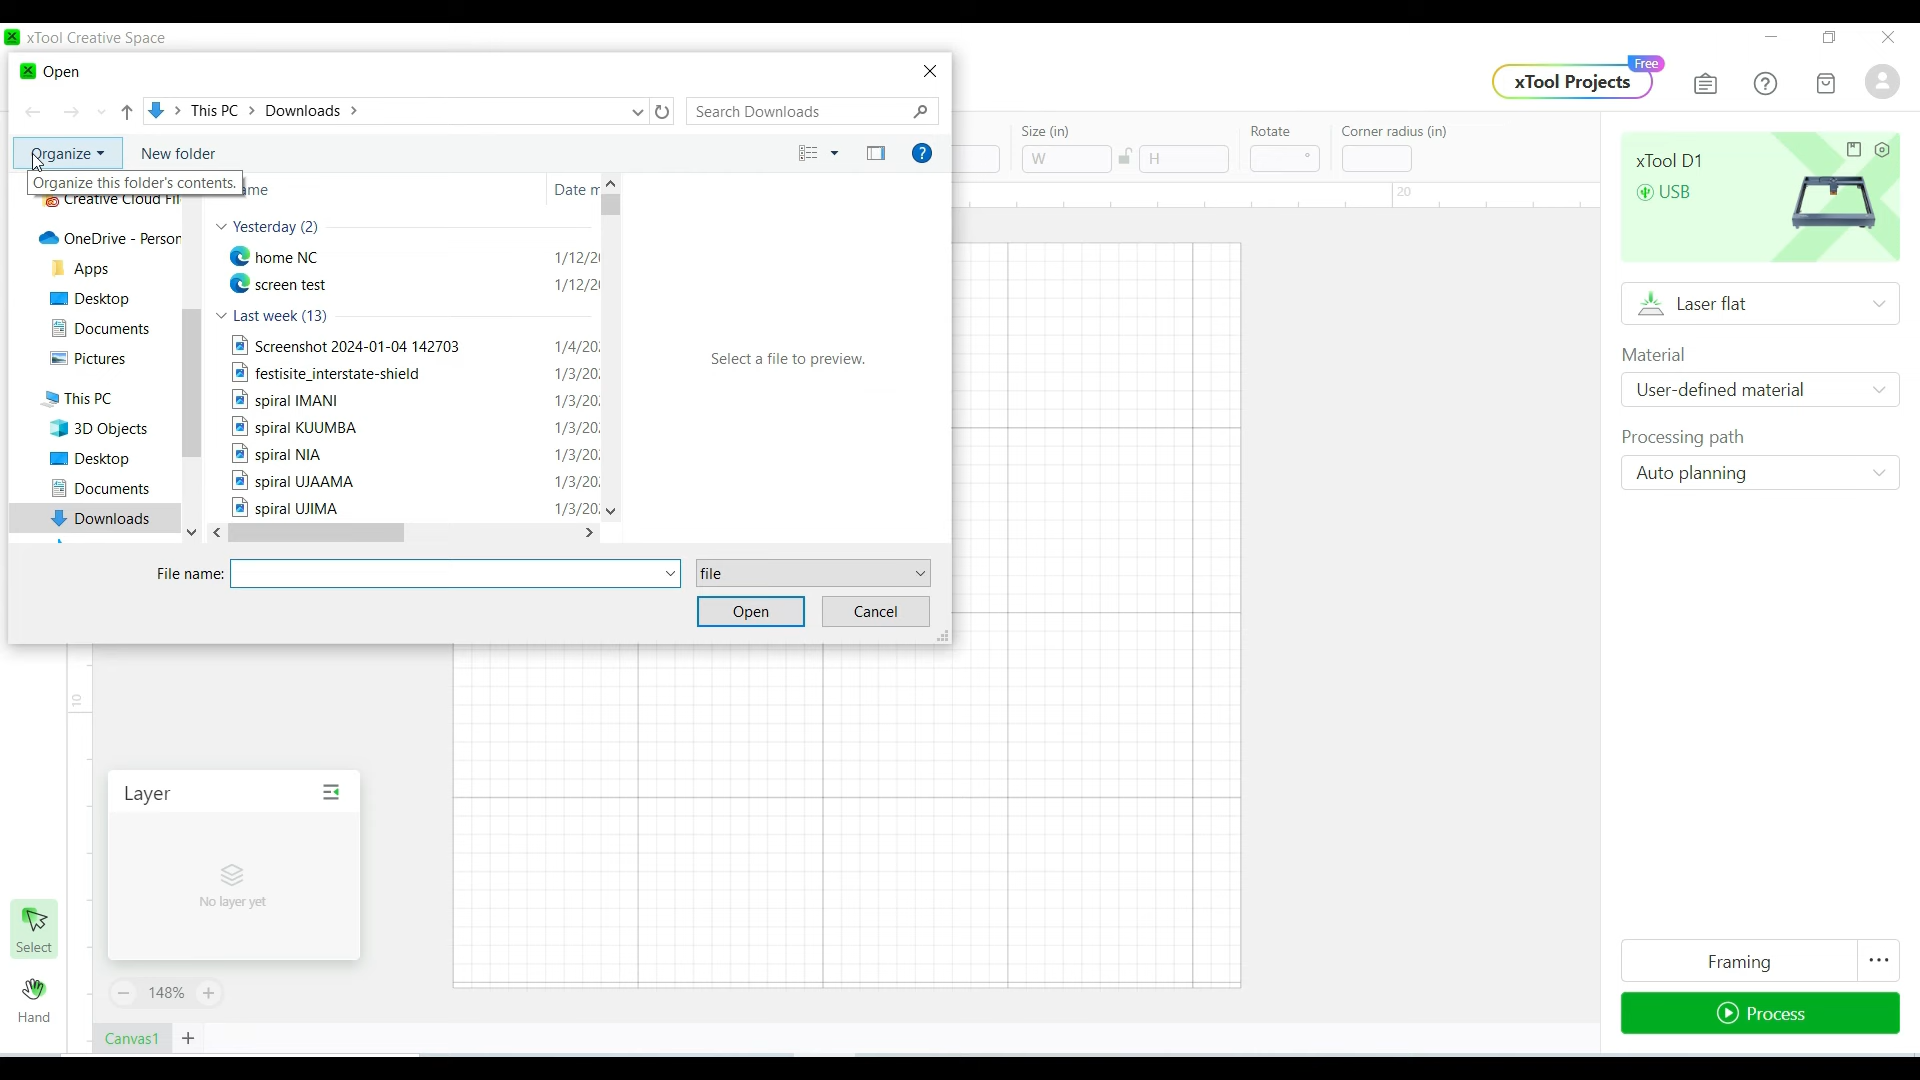 xTool Creative Space
Open
Free
xTool Projects
This PC > Downloads >
Search Downloads
Organize
New folder
Organize this folder's contents.
ame
Date m
Creative Cloud Fil
OneDrive - Person
Apps
Desktop
Documents
Pictures
This PC
3D Objects
Desktop
Documents
Downloads
Yesterday (2)
home NC 1/12/2
screen test 1/12/2
Last week (13)
Screenshot 2024-01-04 142703 1/4/20
festisite_interstate-shield 1/3/20
spiral IMANI 1/3/20
spiral KUUMBA 1/3/20
spiral NIA 1/3/20
spiral UJAAMA 1/3/20
spiral UJIMA 1/3/20
Select a file to preview.
File name:
file
Open
Cancel
Size (in)
W
H
Rotate
°
Corner radius (in)
20
10
xTool D1
USB
Laser flat
Material
User-defined material
Processing path
Auto planning
Layer
No layer yet
Select
Hand
148%
Canvas1
Framing
Process